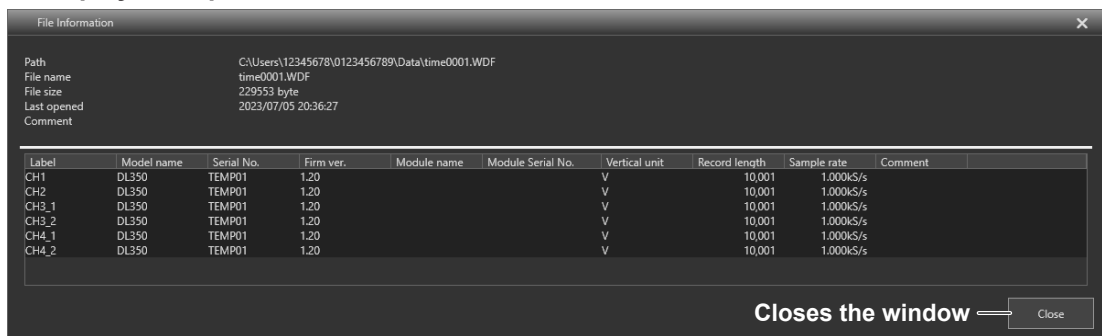 File Information
Path C:\Users\12345678\0123456789\Data\time0001.WDF
File name time0001.WDF
File size 229553 byte
Last opened 2023/07/05 20:36:27
Comment
Label Model name Serial No. Firm ver. Module name Module Serial No. Vertical unit Record length Sample rate Comment
CH1 DL350 TEMP01 1.20 V 10,001 1.000kS/s
CH2 DL350 TEMP01 1.20 V 10,001 1.000kS/s
CH3_1 DL350 TEMP01 1.20 V 10,001 1.000kS/s
CH3_2 DL350 TEMP01 1.20 V 10,001 1.000kS/s
CH4_1 DL350 TEMP01 1.20 V 10,001 1.000kS/s
CH4_2 DL350 TEMP01 1.20 V 10,001 1.000kS/s
Closes the window Close